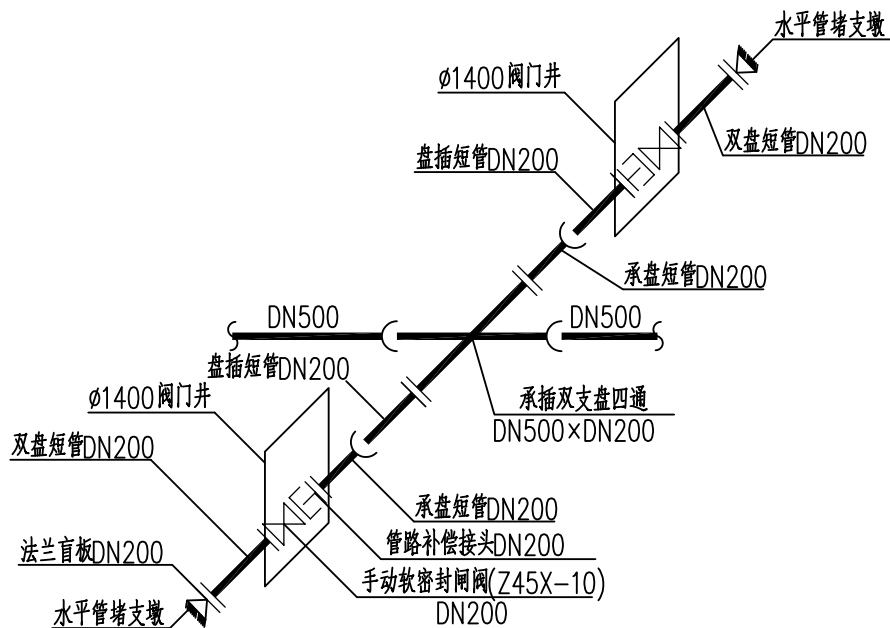 水平管堵支墩
ø1400阀门井
双盘短管DN200
盘插短管DN200
承盘短管DN200
DN500
DN500
盘插短管DN200
ø1400阀门井
承插双支盘四通
DN500×DN200
双盘短管DN200
承盘短管DN200
法兰盲板DN200
管路补偿接头DN200
手动软密封闸阀(Z45X-10)
DN200
水平管堵支墩